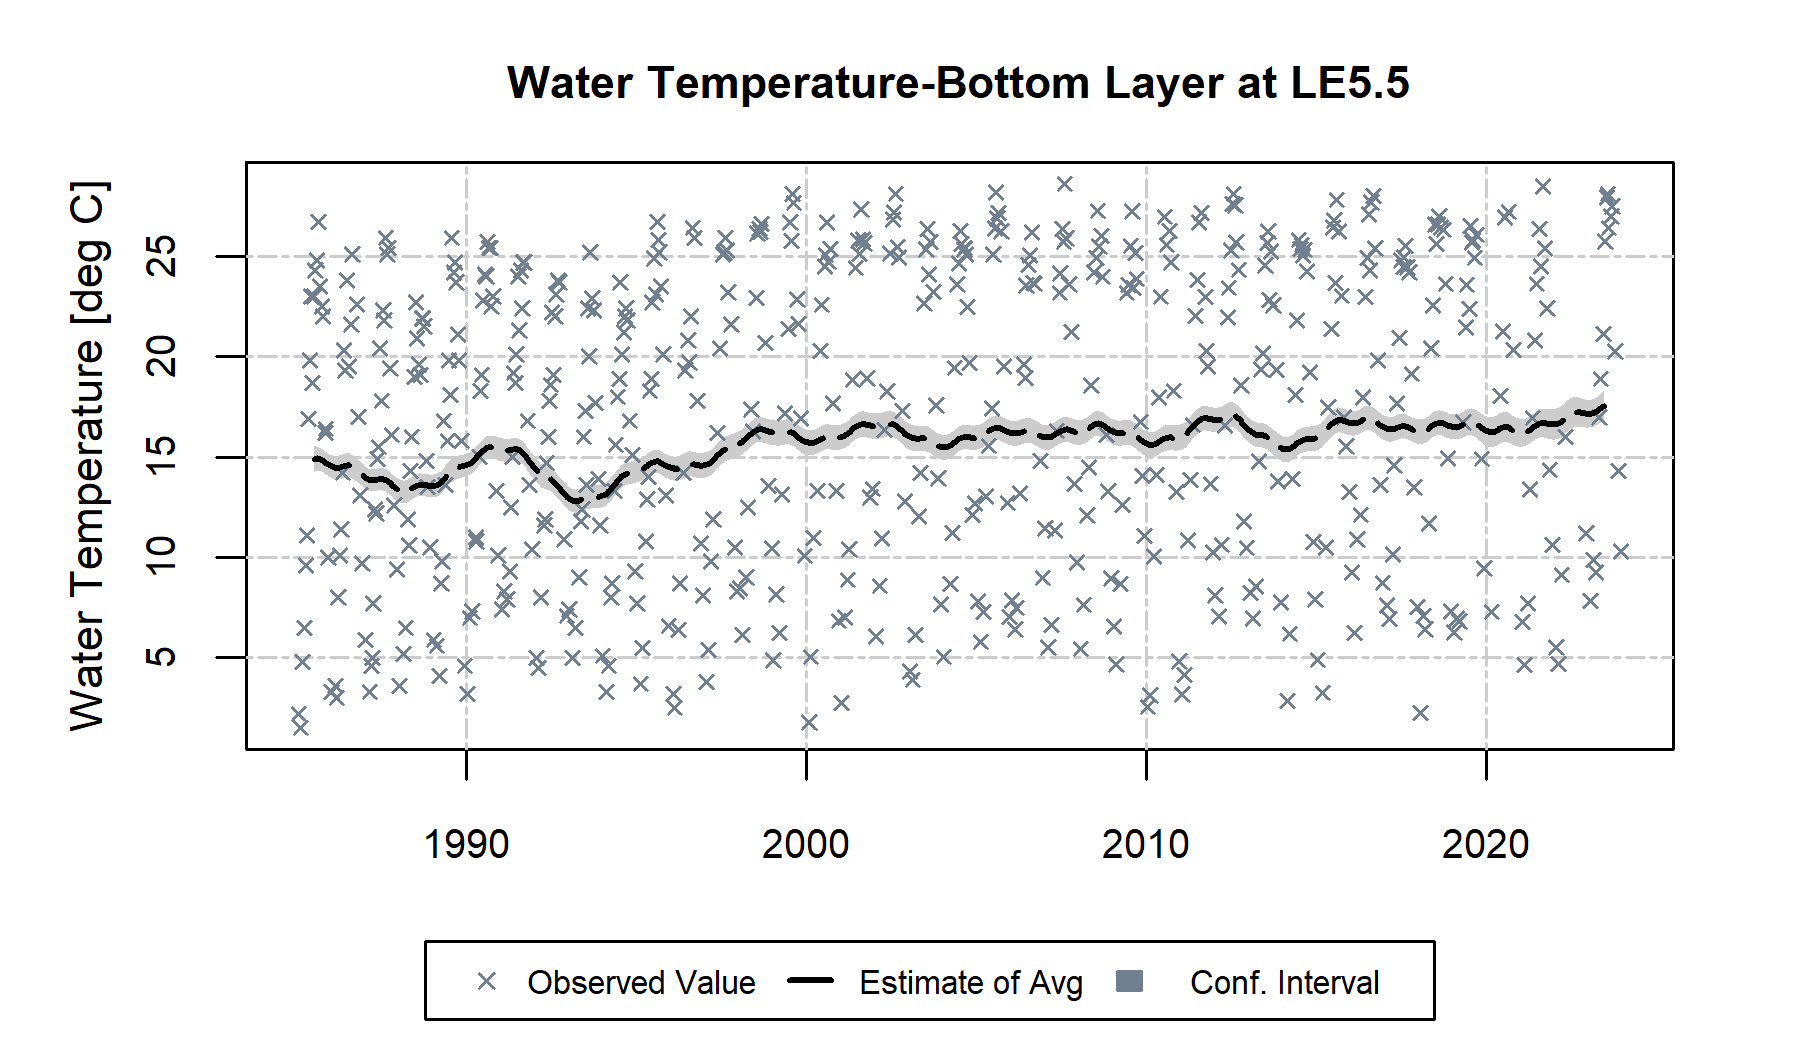 Water Temperature-Bottom Layer at LE5.5
Water Temperature [deg C]
25
20
15
10
5
1990 2000 2010 2020
Observed Value Estimate of Avg Conf. Interval